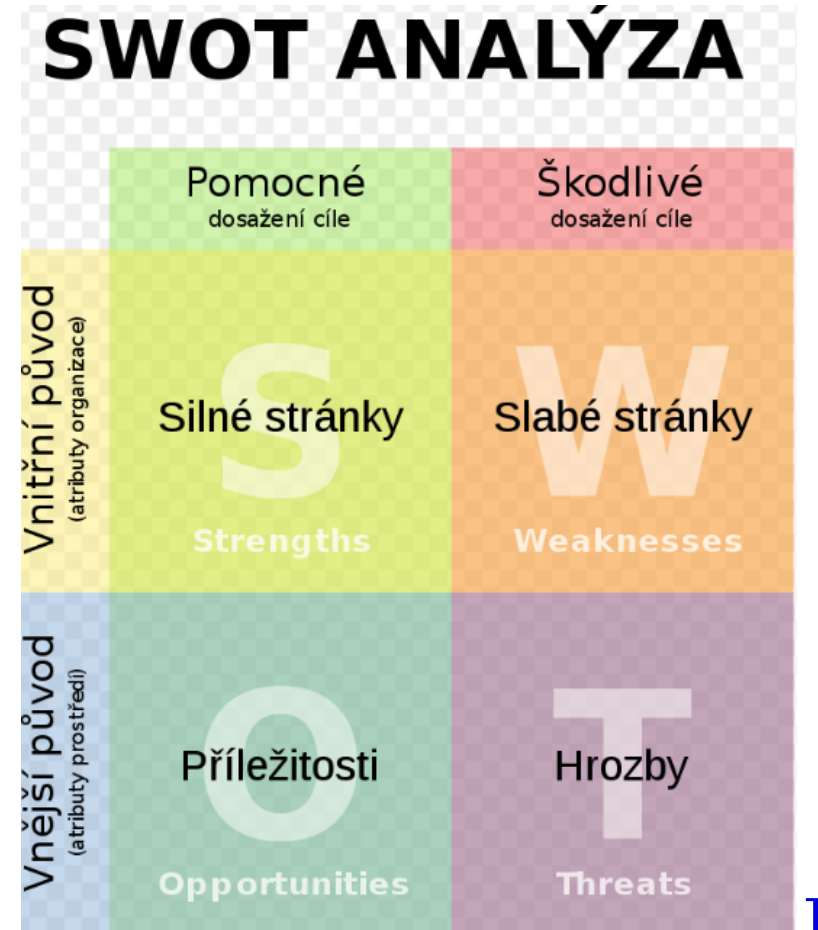 SWOT ANALÝZA
Pomocné
dosažení cíle
Škodlivé
dosažení cíle
Vnitřní původ
(atributy organizace)
S
Silné stránky
Strengths
W
Slabé stránky
Weaknesses
Vnější původ
(atributy prostředí)
O
Příležitosti
Opportunities
T
Hrozby
Threats